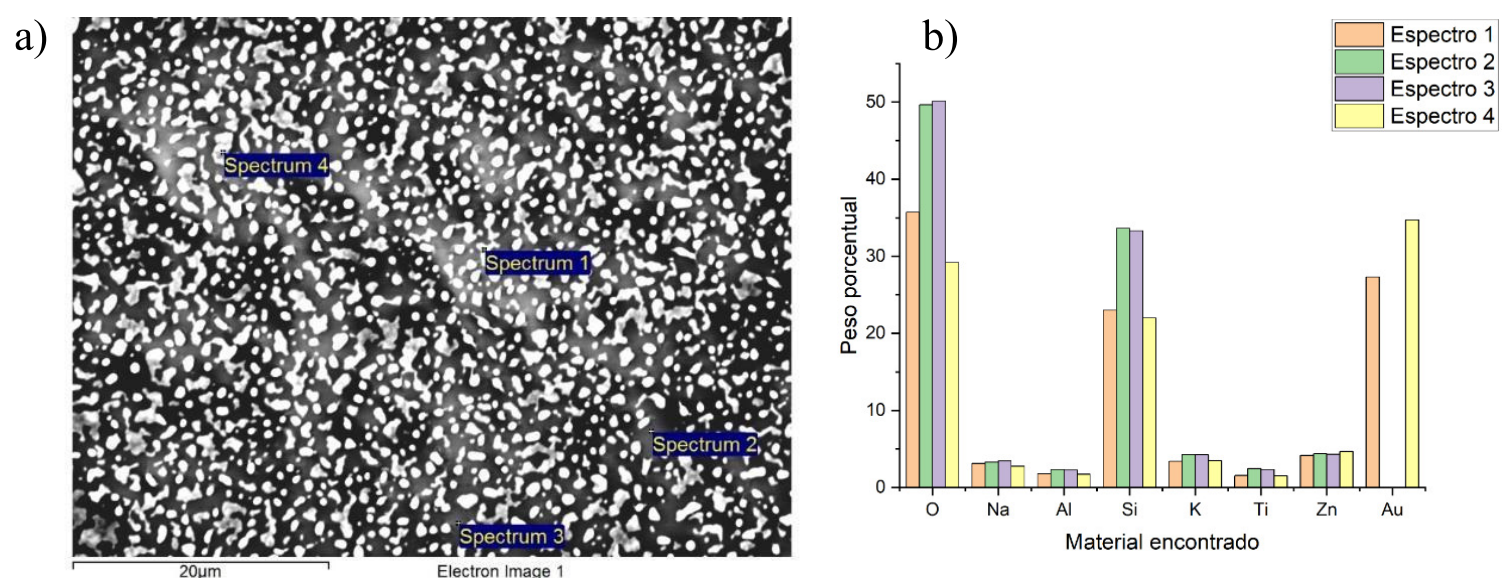 a)
Spectrum 4
Spectrum 1
Spectrum 2
Spectrum 3
20µm
Electron Image 1
b)
Espectro 1
Espectro 2
Espectro 3
Espectro 4
Peso porcentual
50
40
30
20
10
0
O Na Al Si K Ti Zn Au
Material encontrado